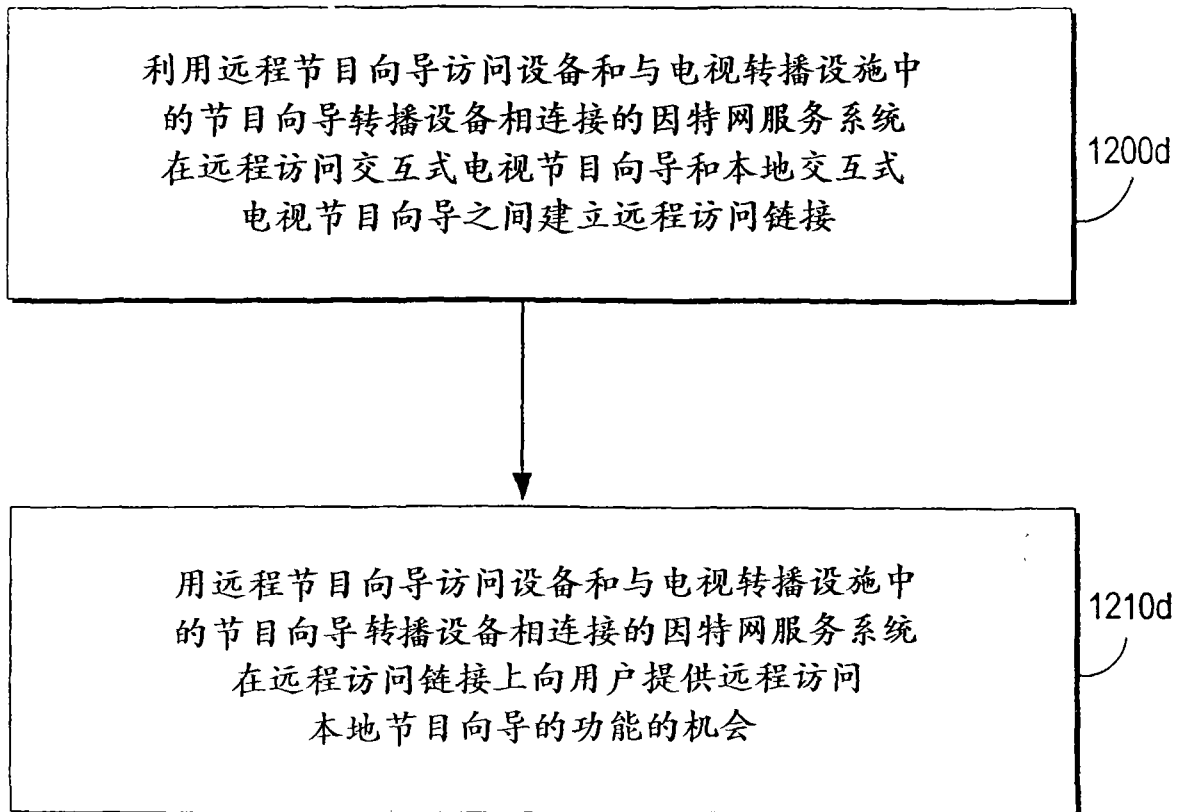 利用远程节目向导访问设备和与电视转播设施中
的节目向导转播设备相连接的因特网服务系统
在远程访问交互式电视节目向导和本地交互式
电视节目向导之间建立远程访问链接
1200d
用远程节目向导访问设备和与电视转播设施中
的节目向导转播设备相连接的因特网服务系统
在远程访问链接上向用户提供远程访问
本地节目向导的功能的机会
1210d